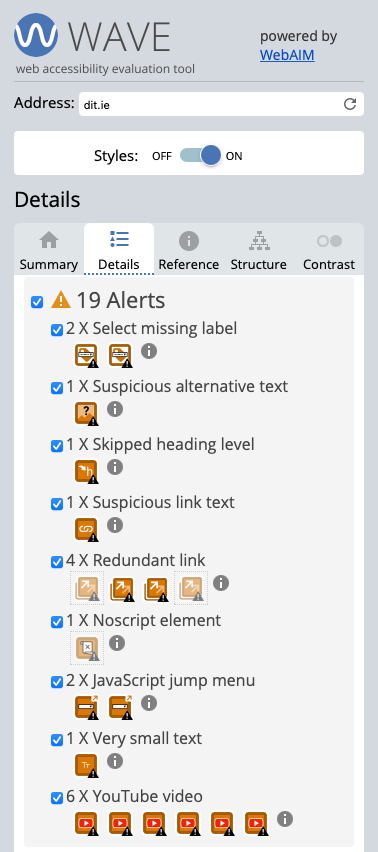 WAVE
web accessibility evaluation tool
powered by
WebAIM
Address: dit.ie
Styles: OFF ON
Details
Summary Details Reference Structure Contrast
19 Alerts
2 X Select missing label
1 X Suspicious alternative text
?
1 X Skipped heading level
h
1 X Suspicious link text
4 X Redundant link
1 X Noscript element
2 X JavaScript jump menu
1 X Very small text
TT
6 X YouTube video